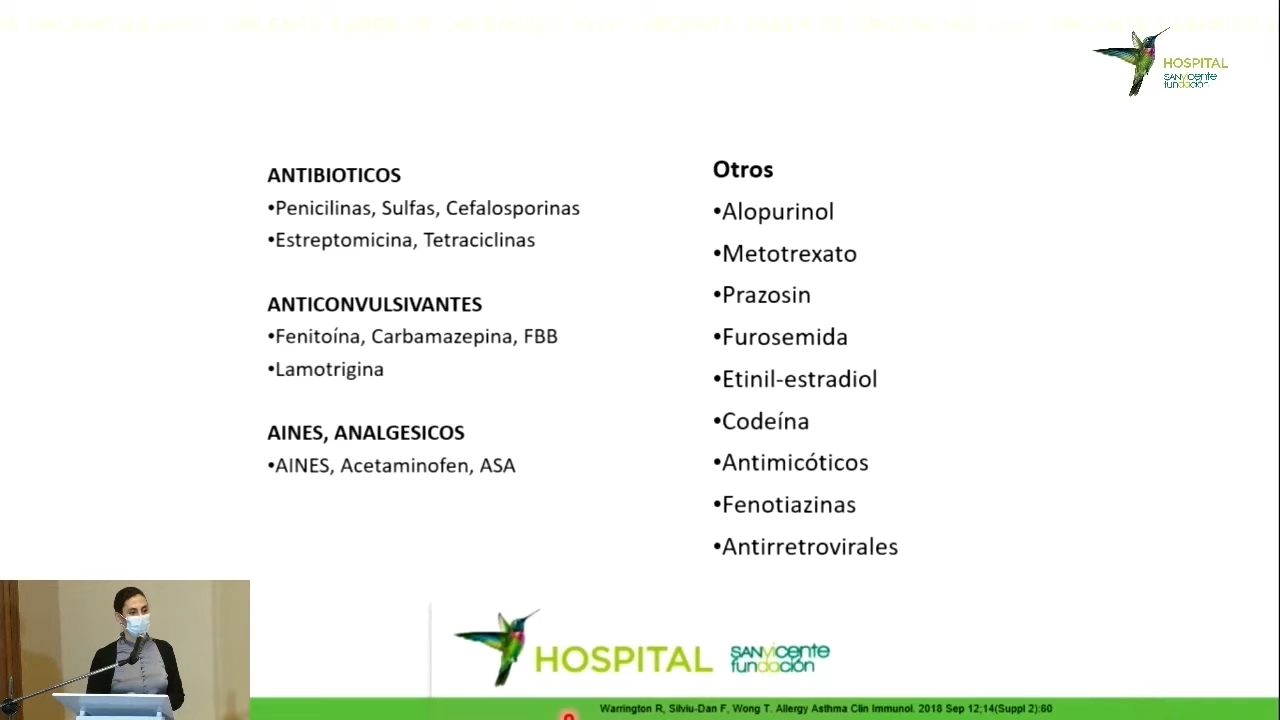 HOSPITAL
SANVicente
fundación
ANTIBIOTICOS
•Penicilinas, Sulfas, Cefalosporinas
•Estreptomicina, Tetraciclinas
ANTICONVULSIVANTES
•Fenitoína, Carbamazepina, FBB
•Lamotrigina
AINES, ANALGESICOS
•AINES, Acetaminofen, ASA
Otros
•Alopurinol
•Metotrexato
•Prazosin
•Furosemida
•Etinil-estradiol
•Codeína
•Antimicóticos
•Fenotiazinas
•Antirretrovirales
HOSPITAL
SANVicente
fundación
Warrington R, Silviu-Dan F, Wong T. Allergy Asthma Clin Immunol. 2018 Sep 12;14(Suppl 2):60